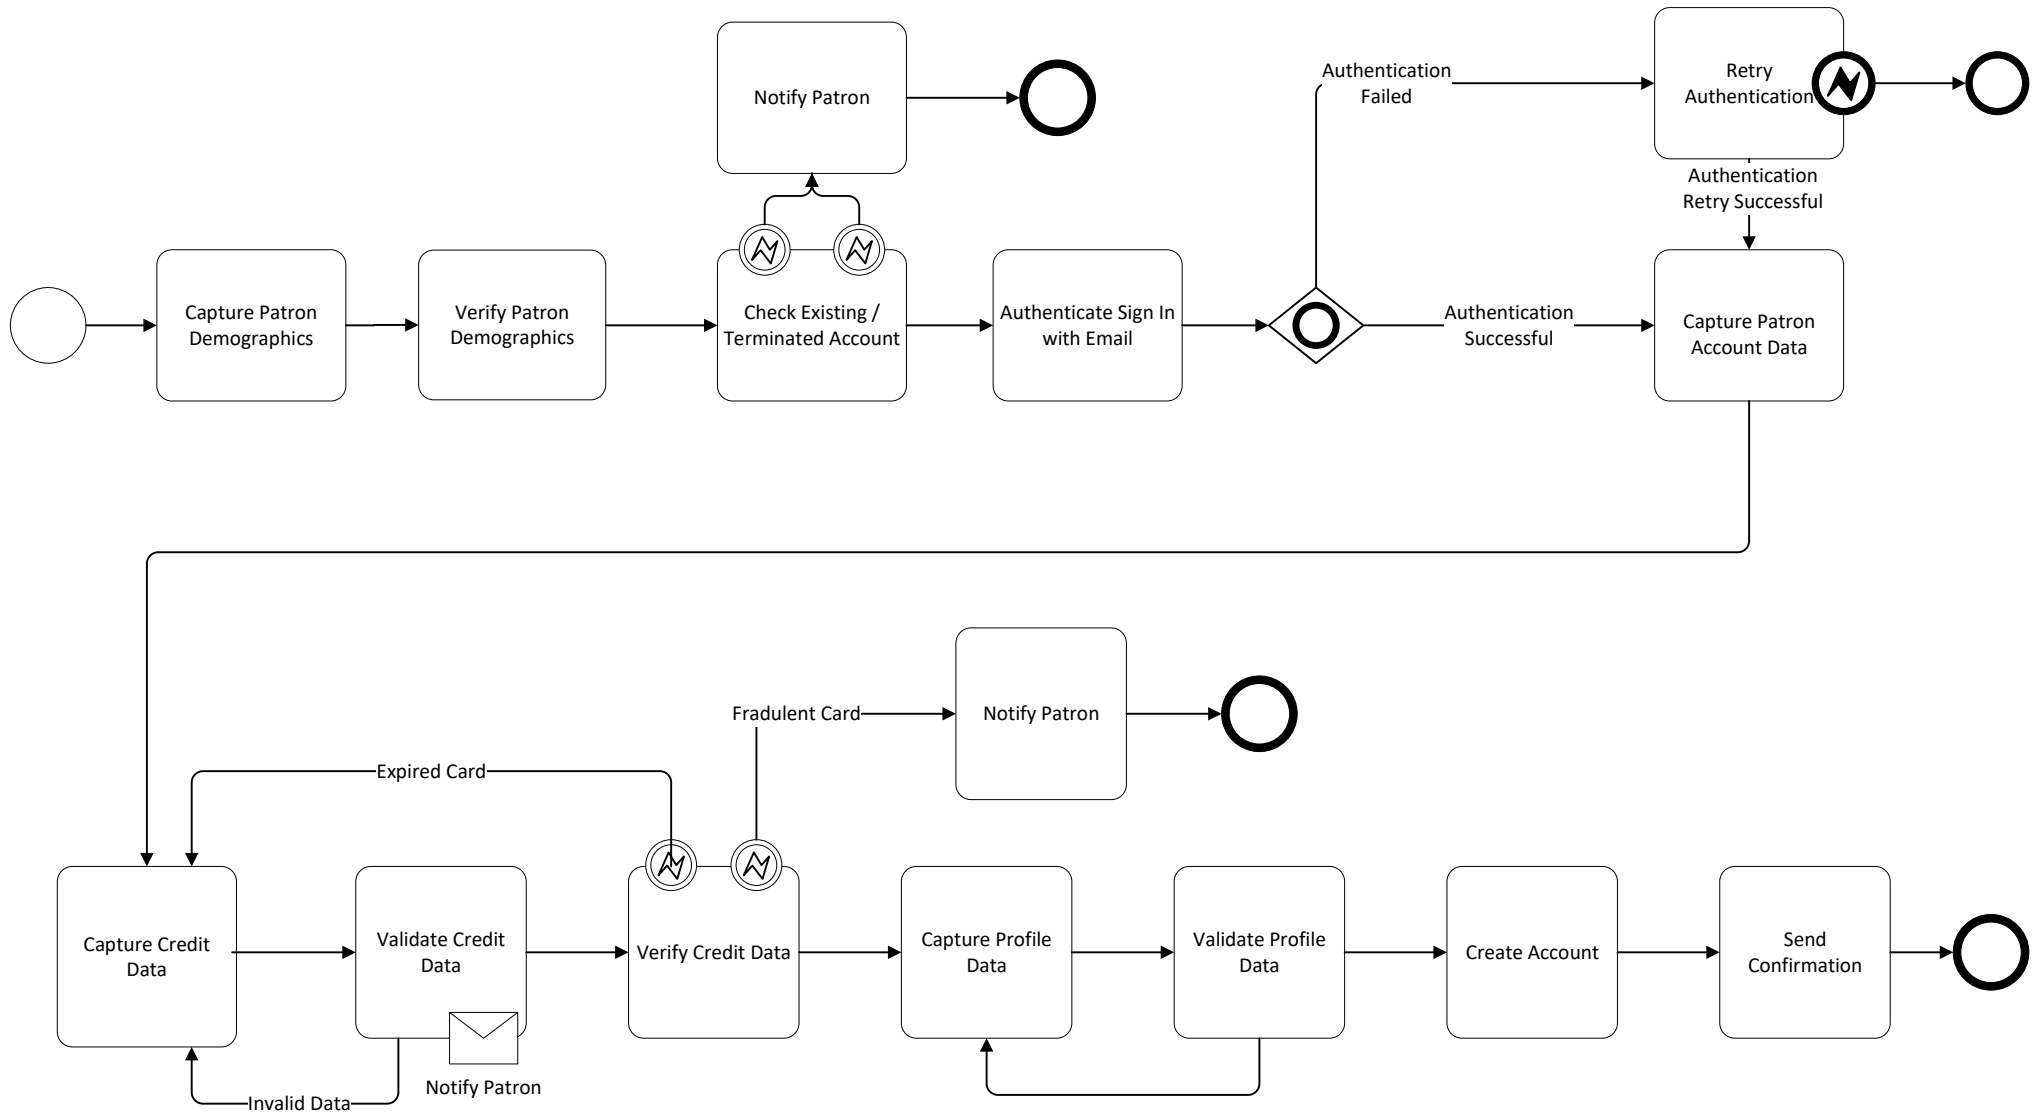 Notify Patron
Authentication
Failed
Retry
Authentication
Authentication
Retry Successful
Capture Patron
Demographics
Verify Patron
Demographics
Check Existing /
Terminated Account
Authenticate Sign In
with Email
Authentication
Successful
Capture Patron
Account Data
Fradulent Card
Notify Patron
Expired Card
Capture Credit
Data
Validate Credit
Data
Verify Credit Data
Capture Profile
Data
Validate Profile
Data
Create Account
Send
Confirmation
Notify Patron
Invalid Data